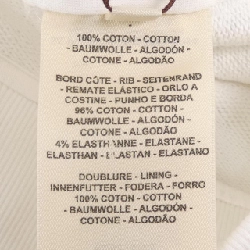 100% COTON - COTTON
- BAUMWOLLE - ALGODÓN -
COTONE - ALGODÃO
BORD CÔTE - RIB - SEITENRAND
REMATE ELÁSTICO - ORLO A
COSTINE - PUNHO E BORDA
96% COTON - COTTON -
BAUMWOLLE - ALGODÓN -
COTONE - ALGODÃO
4% ELASTHANNE - ELASTANE -
ELASTHAN - ELASTAN - ELASTANO
DOUBLURE - LINING -
INNENFUTTER - FODERA - FORRO
100% COTON - COTTON
- BAUMWOLLE - ALGODÓN -
COTONE - ALGODÃO